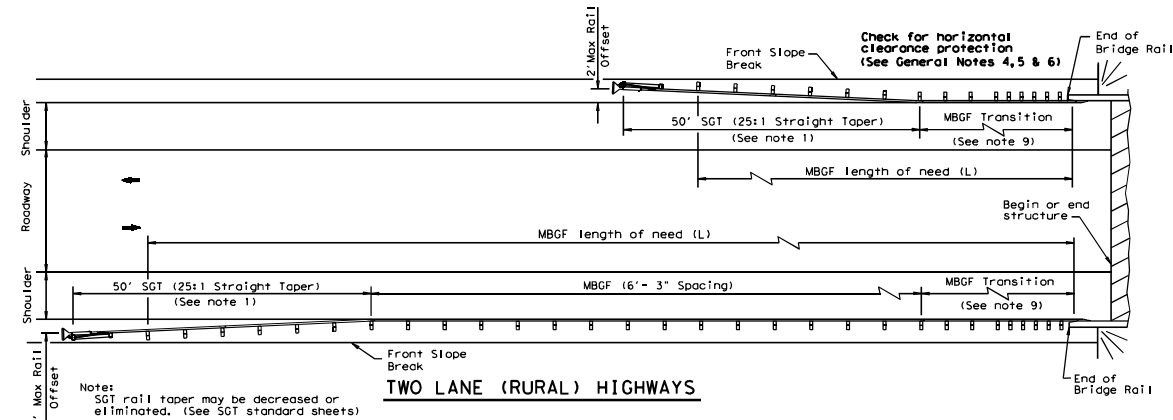 2' Max Rail
Offset
Front Slope
Break
Check for horizontal
clearance protection
(See General Notes 4,5 & 6)
End of
Bridge Rail
Shoulder
50' SGT (25:1 Straight Taper)
(See note 1)
MBGF Transition
(See note 9)
MBGF length of need (L)
Roadway
Begin or end
structure
MBGF length of need (L)
Shoulder
50' SGT (25:1 Straight Taper)
(See note 1)
MBGF (6'- 3" Spacing)
MBGF Transition
(See note 9)
' Max Rail
Offset
Front Slope
Break
End of
Bridge Rail
Note:
SGT rail taper may be decreased or
eliminated. (See SGT standard sheets)
TWO LANE (RURAL) HIGHWAYS